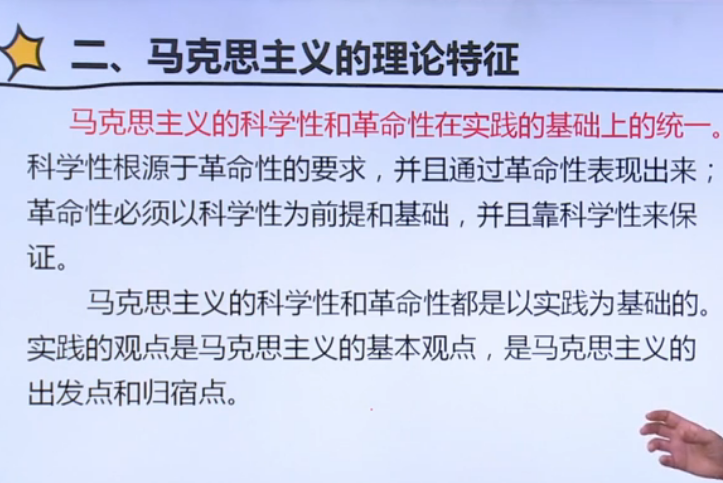 二、马克思主义的理论特征
马克思主义的科学性和革命性在实践的基础上的统一。
科学性根源于革命性的要求，并且通过革命性表现出来；
革命性必须以科学性为前提和基础，并且靠科学性来保
证。
马克思主义的科学性和革命性都是以实践为基础的。
实践的观点是马克思主义的基本观点，是马克思主义的
出发点和归宿点。